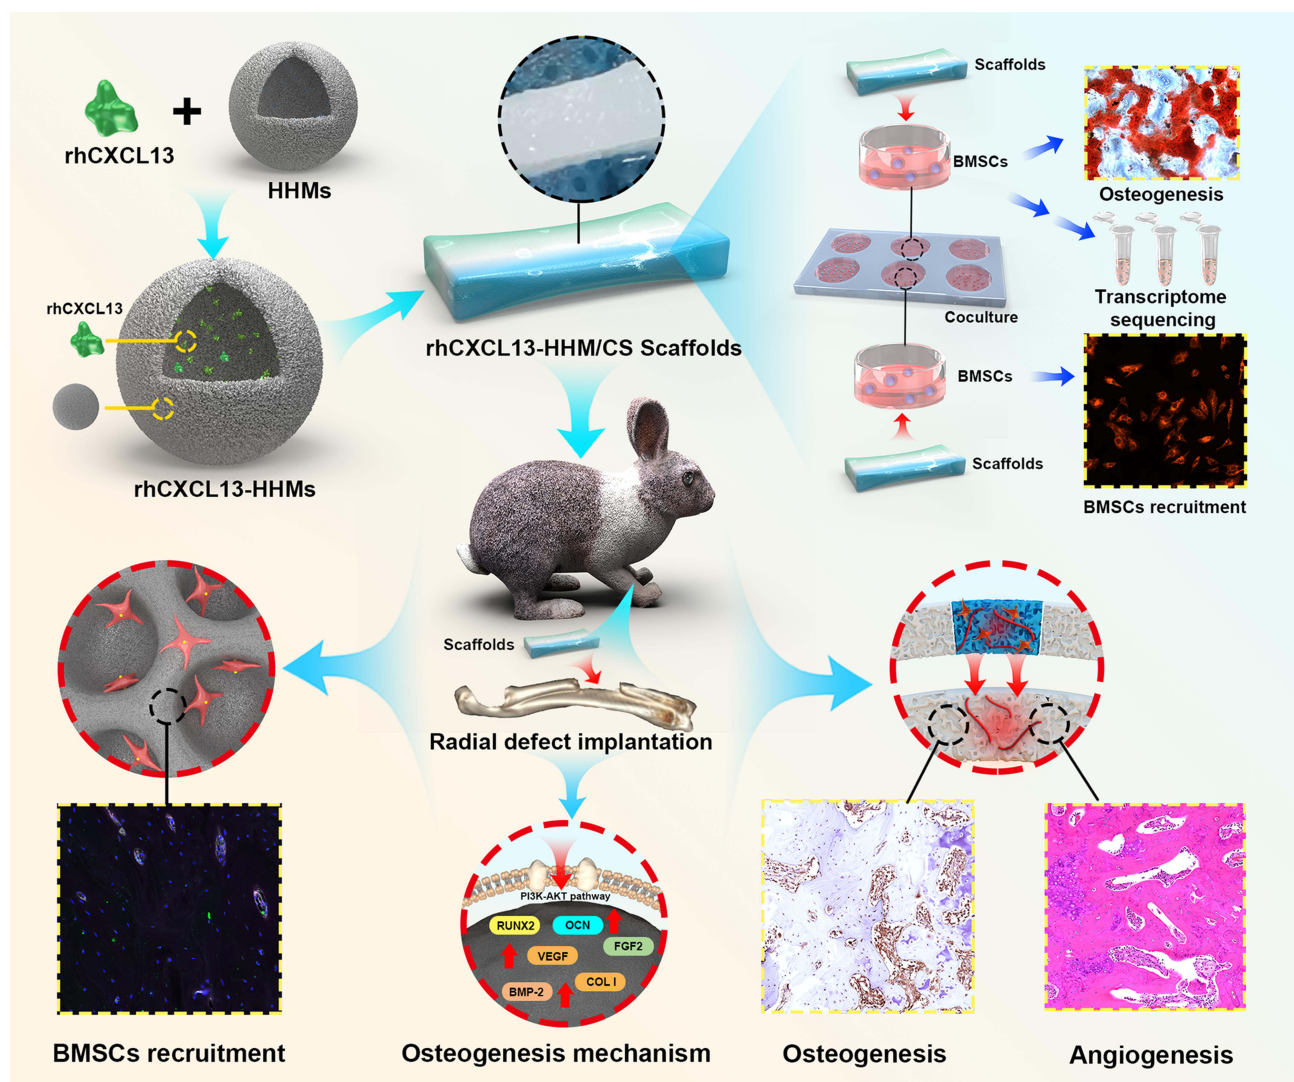 rhCXCL13
+
HHMs
rhCXCL13
rhCXCL13-HHMs
rhCXCL13-HHM/CS Scaffolds
Scaffolds
BMSCs
Osteogenesis
Transcriptome
sequencing
Coculture
BMSCs
Scaffolds
BMSCs recruitment
Scaffolds
Radial defect implantation
PI3K-AKT pathway
RUNX2
OCN
FGF2
VEGF
COL I
BMP-2
BMSCs recruitment
Osteogenesis mechanism
Osteogenesis
Angiogenesis